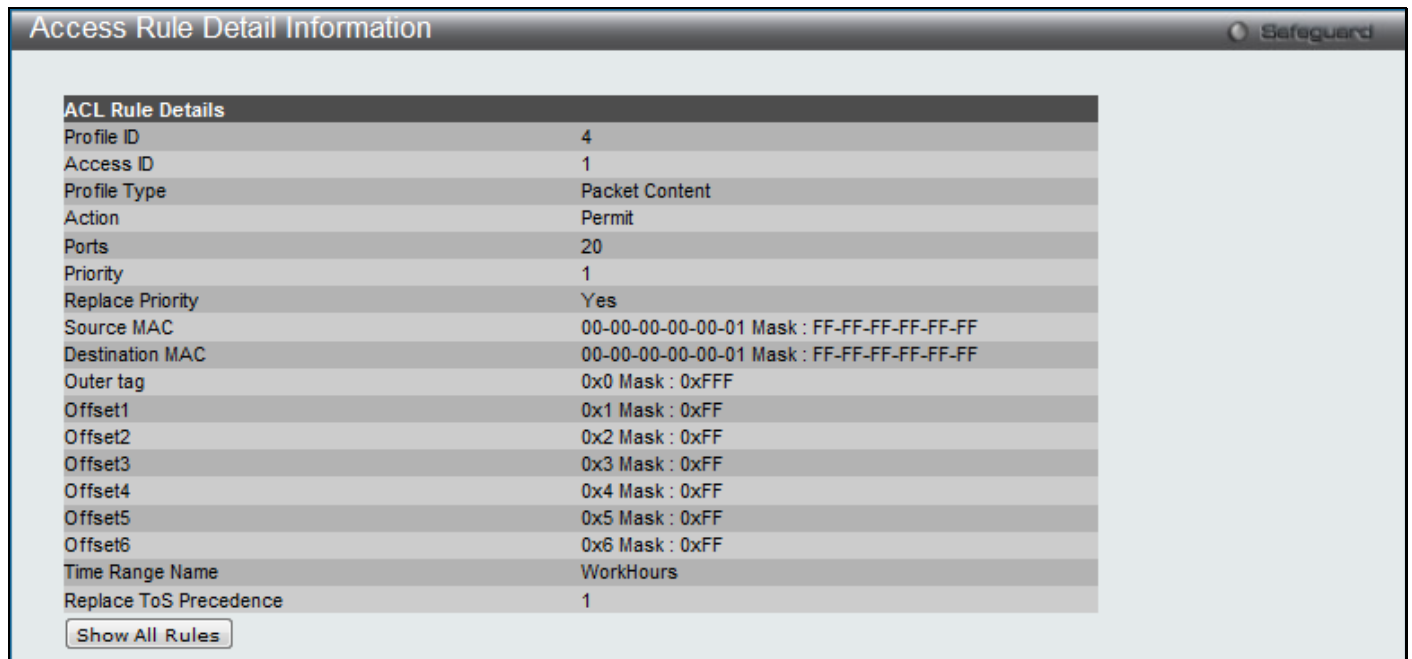 Access Rule Detail Information
Safeguard
ACL Rule Details
Profile ID 4
Access ID 1
Profile Type Packet Content
Action Permit
Ports 20
Priority 1
Replace Priority Yes
Source MAC 00-00-00-00-00-01 Mask : FF-FF-FF-FF-FF-FF
Destination MAC 00-00-00-00-00-01 Mask : FF-FF-FF-FF-FF-FF
Outer tag 0x0 Mask : 0xFFF
Offset1 0x1 Mask : 0xFF
Offset2 0x2 Mask : 0xFF
Offset3 0x3 Mask : 0xFF
Offset4 0x4 Mask : 0xFF
Offset5 0x5 Mask : 0xFF
Offset6 0x6 Mask : 0xFF
Time Range Name WorkHours
Replace ToS Precedence 1
Show All Rules